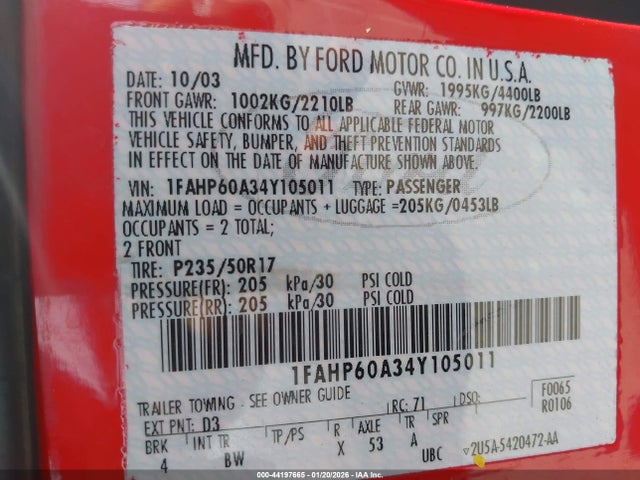 MFD. BY FORD MOTOR CO. IN U.S.A.
DATE: 10/03 GVWR: 1995KG/4400LB
FRONT GAWR: 1002KG/2210LB REAR GAWR: 997KG/2200LB
THIS VEHICLE CONFORMS TO ALL APPLICABLE FEDERAL MOTOR
VEHICLE SAFETY, BUMPER, AND THEFT PREVENTION STANDARDS
IN EFFECT ON THE DATE OF MANUFACTURE SHOWN ABOVE.
VIN: 1FAHP60A34Y105011 TYPE: PASSENGER
MAXIMUM LOAD = OCCUPANTS + LUGGAGE =205KG/0453LB
OCCUPANTS = 2 TOTAL;
2 FRONT
TIRE: P235/50R17
PRESSURE(FR): 205 kPa/30 PSI COLD
PRESSURE(RR): 205 kPa/30 PSI COLD
1FAHP60A34Y105011
TRAILER TOWING - SEE OWNER GUIDE
EXT PNT: D3 RC: 71 DSO: F0065 R0106
BRK INT TR TP/PS R AXLE TR SPR
4 BW X 53 A UBC 2U5A-5420472-AA
000-44197665 - 01/20/2026 - IAAI.COM